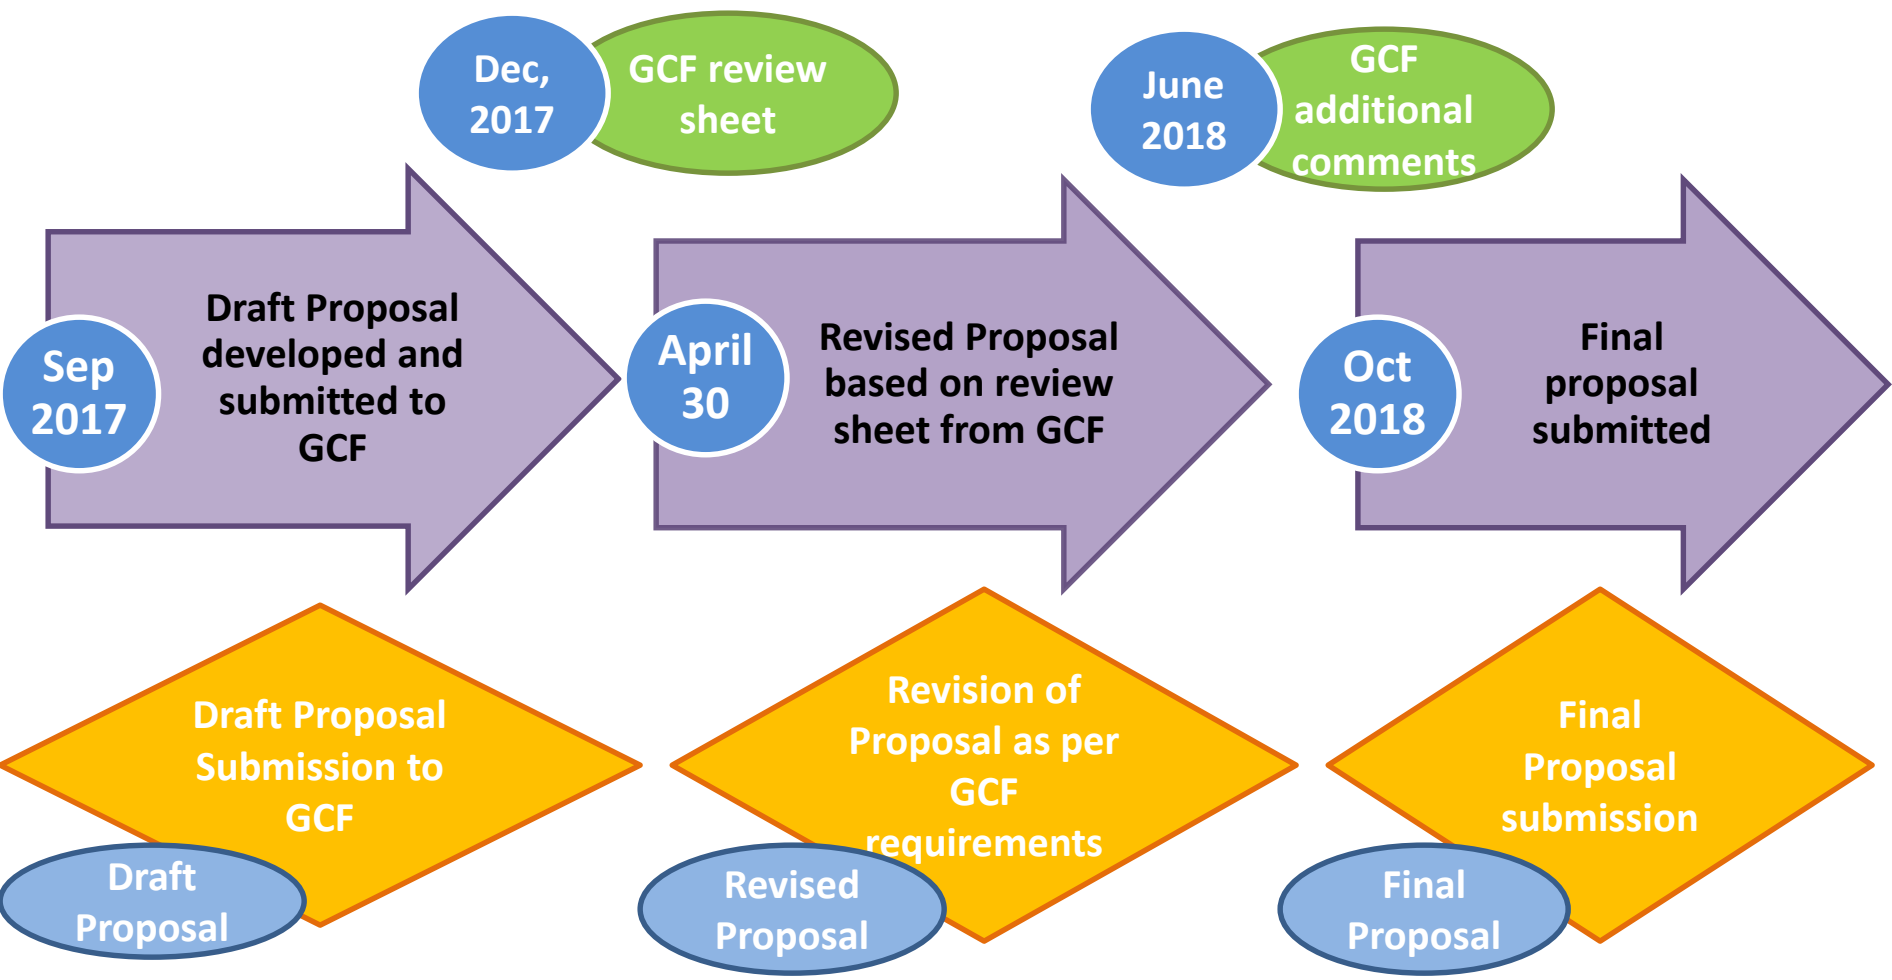 Dec,
2017
GCF review
sheet
June
2018
GCF
additional
comments
Sep
2017
Draft Proposal
developed and
submitted to
GCF
April
30
Revised Proposal
based on review
sheet from GCF
Oct
2018
Final
proposal
submitted
Draft Proposal
Submission to
GCF
Draft
Proposal
Revision of
Proposal as per
GCF
requirements
Revised
Proposal
Final
Proposal
submission
Final
Proposal